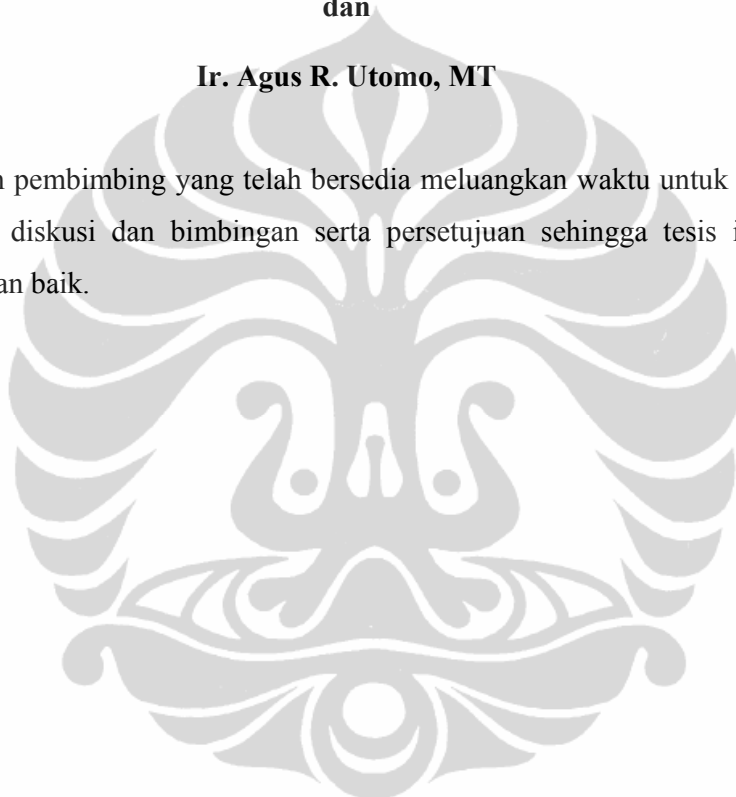 dan
Ir. Agus R. Utomo, MT
pembimbing yang telah bersedia meluangkan waktu untuk
diskusi dan bimbingan serta persetujuan sehingga tesis
baik.